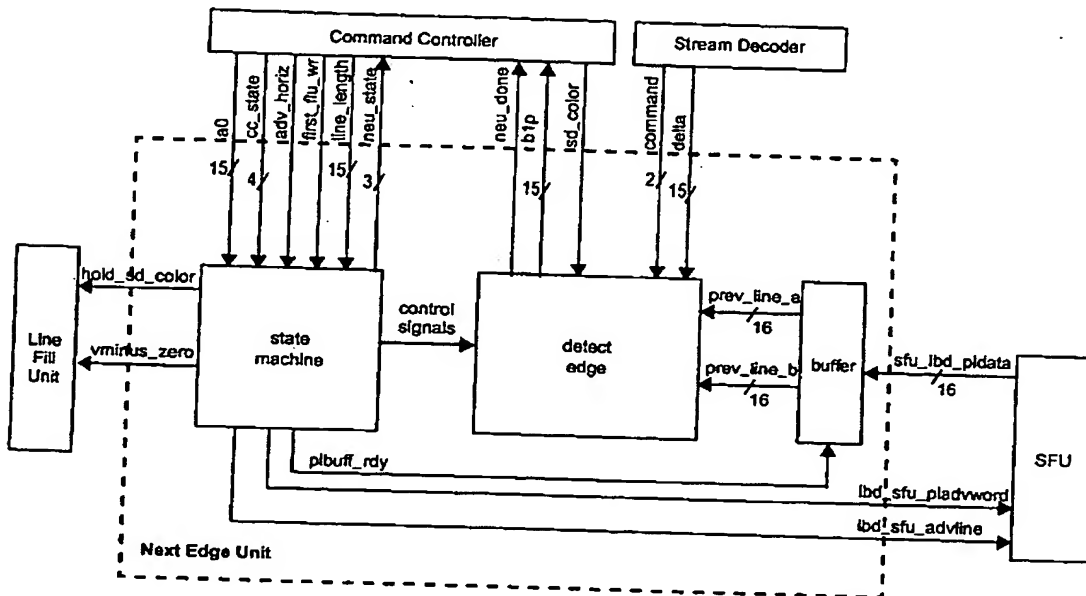 Command Controller
Stream Decoder
a0
cc_state
adv_horiz
first_flu_wr
line_length
neu_state
neu_done
b1p
sd_color
command
delta
15
4
15
3
15
2
15
hold_sd_color
vminus_zero
Line
Fill
Unit
state
machine
control
signals
detect
edge
prev_line_a
16
prev_line_b
16
buffer
sfu_lbd_pldata
16
SFU
plbuff_rdy
lbd_sfu_pladvword
lbd_sfu_advline
Next Edge Unit